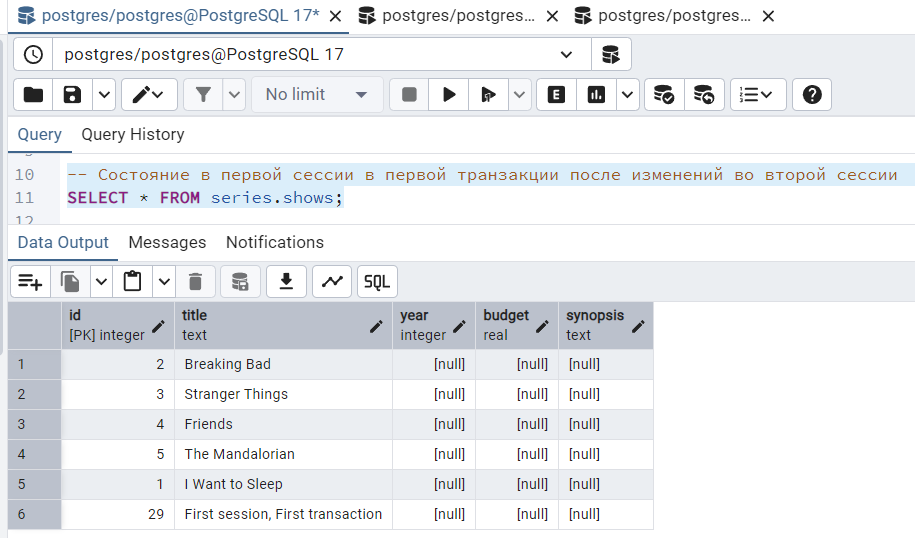 postgres/postgres@PostgreSQL 17* postgres/postgres... postgres/postgres...
postgres/postgres@PostgreSQL 17
No limit E
Query Query History
10 -- Состояние в первой сессии в первой транзакции после изменений во второй сессии
11 SELECT * FROM series.shows;
12
Data Output Messages Notifications
SQL
id title year budget synopsis
[PK] integer text integer real text
1 2 Breaking Bad [null] [null] [null]
2 3 Stranger Things [null] [null] [null]
3 4 Friends [null] [null] [null]
4 5 The Mandalorian [null] [null] [null]
5 1 I Want to Sleep [null] [null] [null]
6 29 First session, First transaction [null] [null] [null]